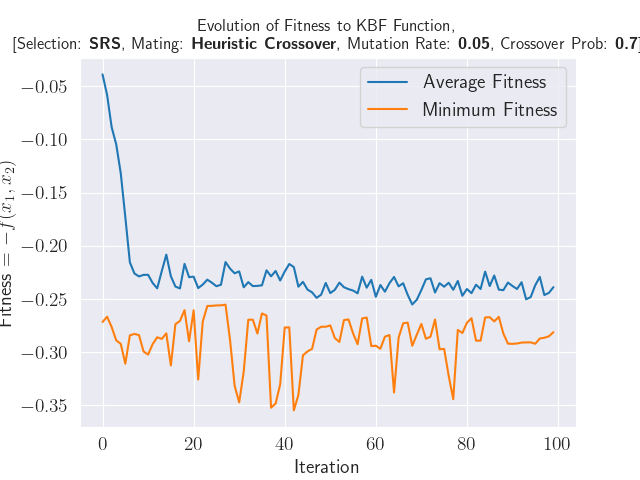 Evolution of Fitness to KBF Function,
[Selection: SRS, Mating: Heuristic Crossover, Mutation Rate: 0.05, Crossover Prob: 0.7]
Average Fitness
Minimum Fitness
Fitness = −f(x₁, x₂)
−0.05
−0.10
−0.15
−0.20
−0.25
−0.30
−0.35
0 20 40 60 80 100
Iteration